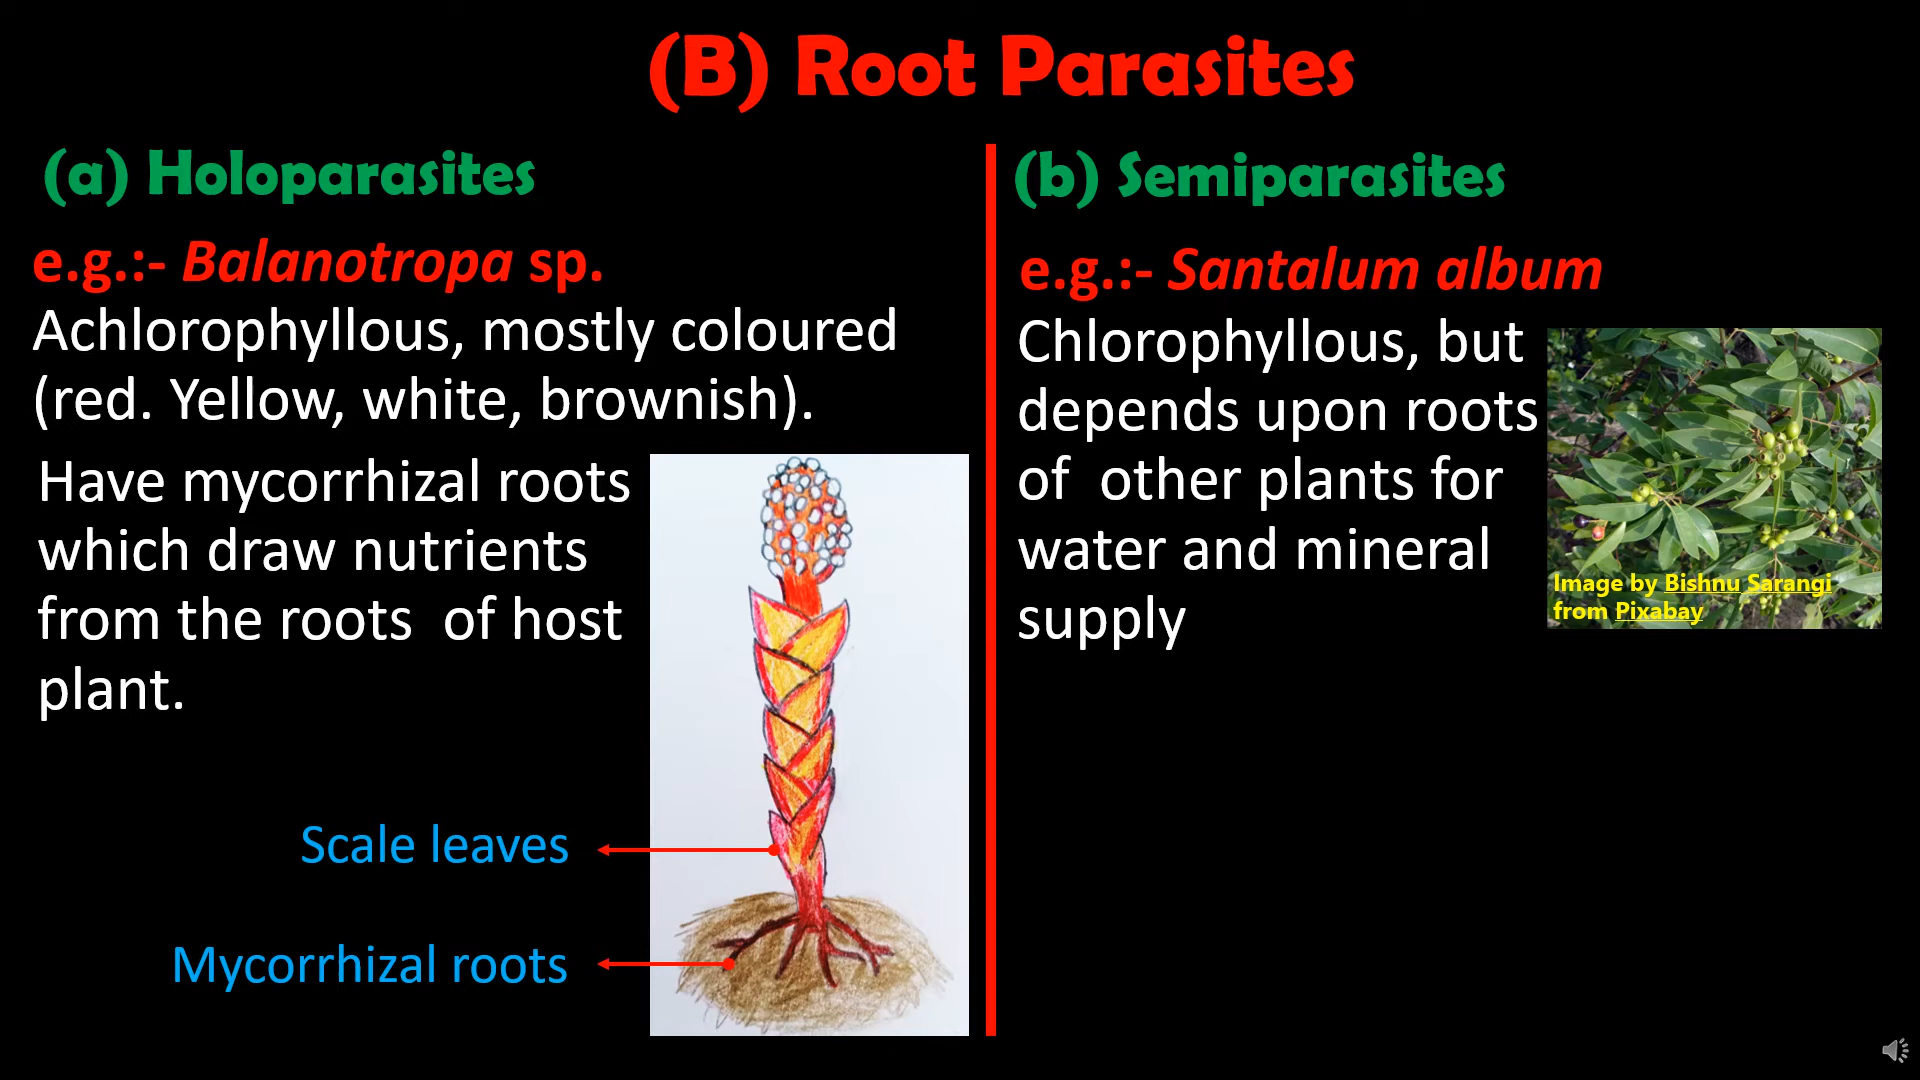 (B) Root Parasites
(a) Holoparasites
e.g.:- Balanotropa sp.
Achlorophyllous, mostly coloured
(red. Yellow, white, brownish).
Have mycorrhizal roots
which draw nutrients
from the roots  of host
plant.
Scale leaves
Mycorrhizal roots
(b) Semiparasites
e.g.:- Santalum album
Chlorophyllous, but
depends upon roots
of  other plants for
water and mineral
supply
Image by Bishnu Sarangi
from Pixabay